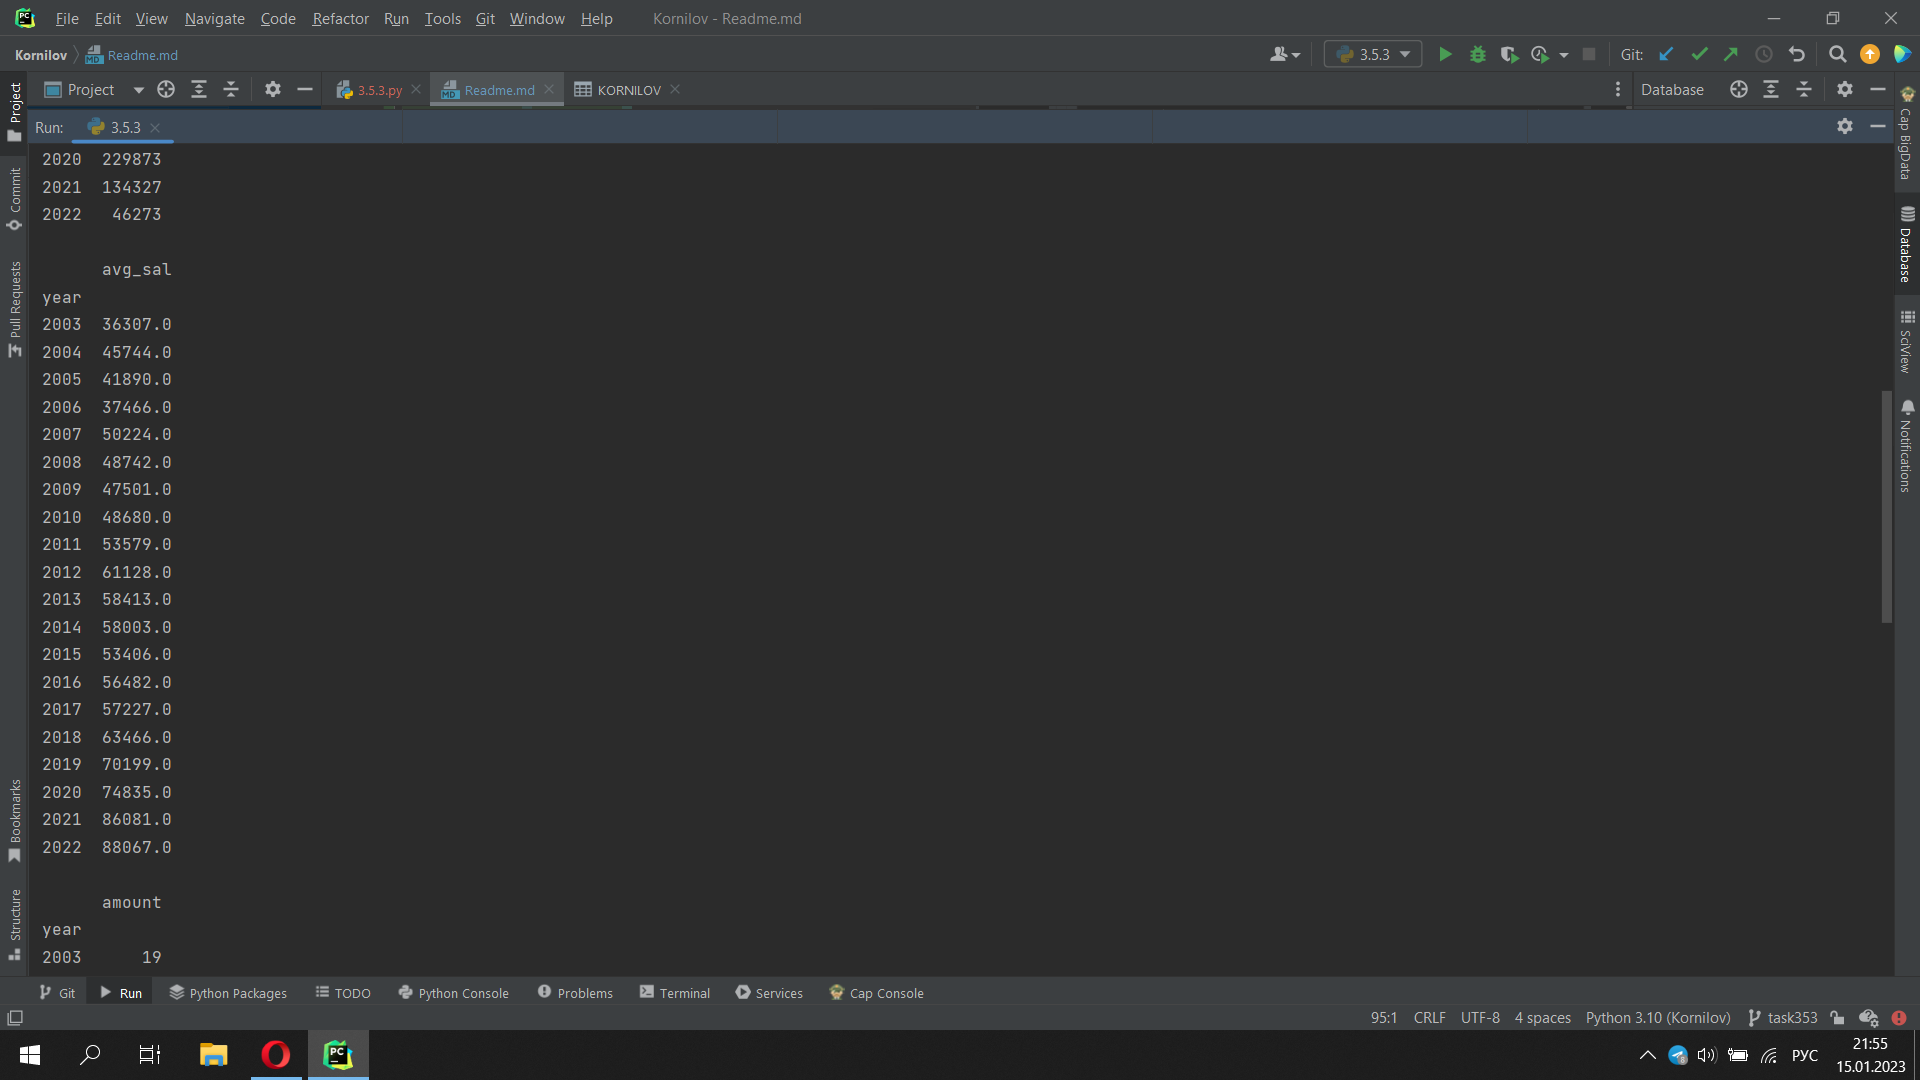 File Edit View Navigate Code Refactor Run Tools Git Window Help Kornilov - Readme.md
Kornilov Readme.md 3.5.3 Git:
Project 3.5.3.py Readme.md KORNILOV Database
Run: 3.5.3
2020 229873
2021 134327
2022 46273
avg_sal
year
2003 36307.0
2004 45744.0
2005 41890.0
2006 37466.0
2007 50224.0
2008 48742.0
2009 47501.0
2010 48680.0
2011 53579.0
2012 61128.0
2013 58413.0
2014 58003.0
2015 53406.0
2016 56482.0
2017 57227.0
2018 63466.0
2019 70199.0
2020 74835.0
2021 86081.0
2022 88067.0
amount
year
2003 19
Project
Commit
Pull Requests
Bookmarks
Structure
Cap BigData
Database
SciView
Notifications
Git Run Python Packages TODO Python Console Problems Terminal Services Cap Console
95:1 CRLF UTF-8 4 spaces Python 3.10 (Kornilov) task353
PC
РУС
21:55
15.01.2023